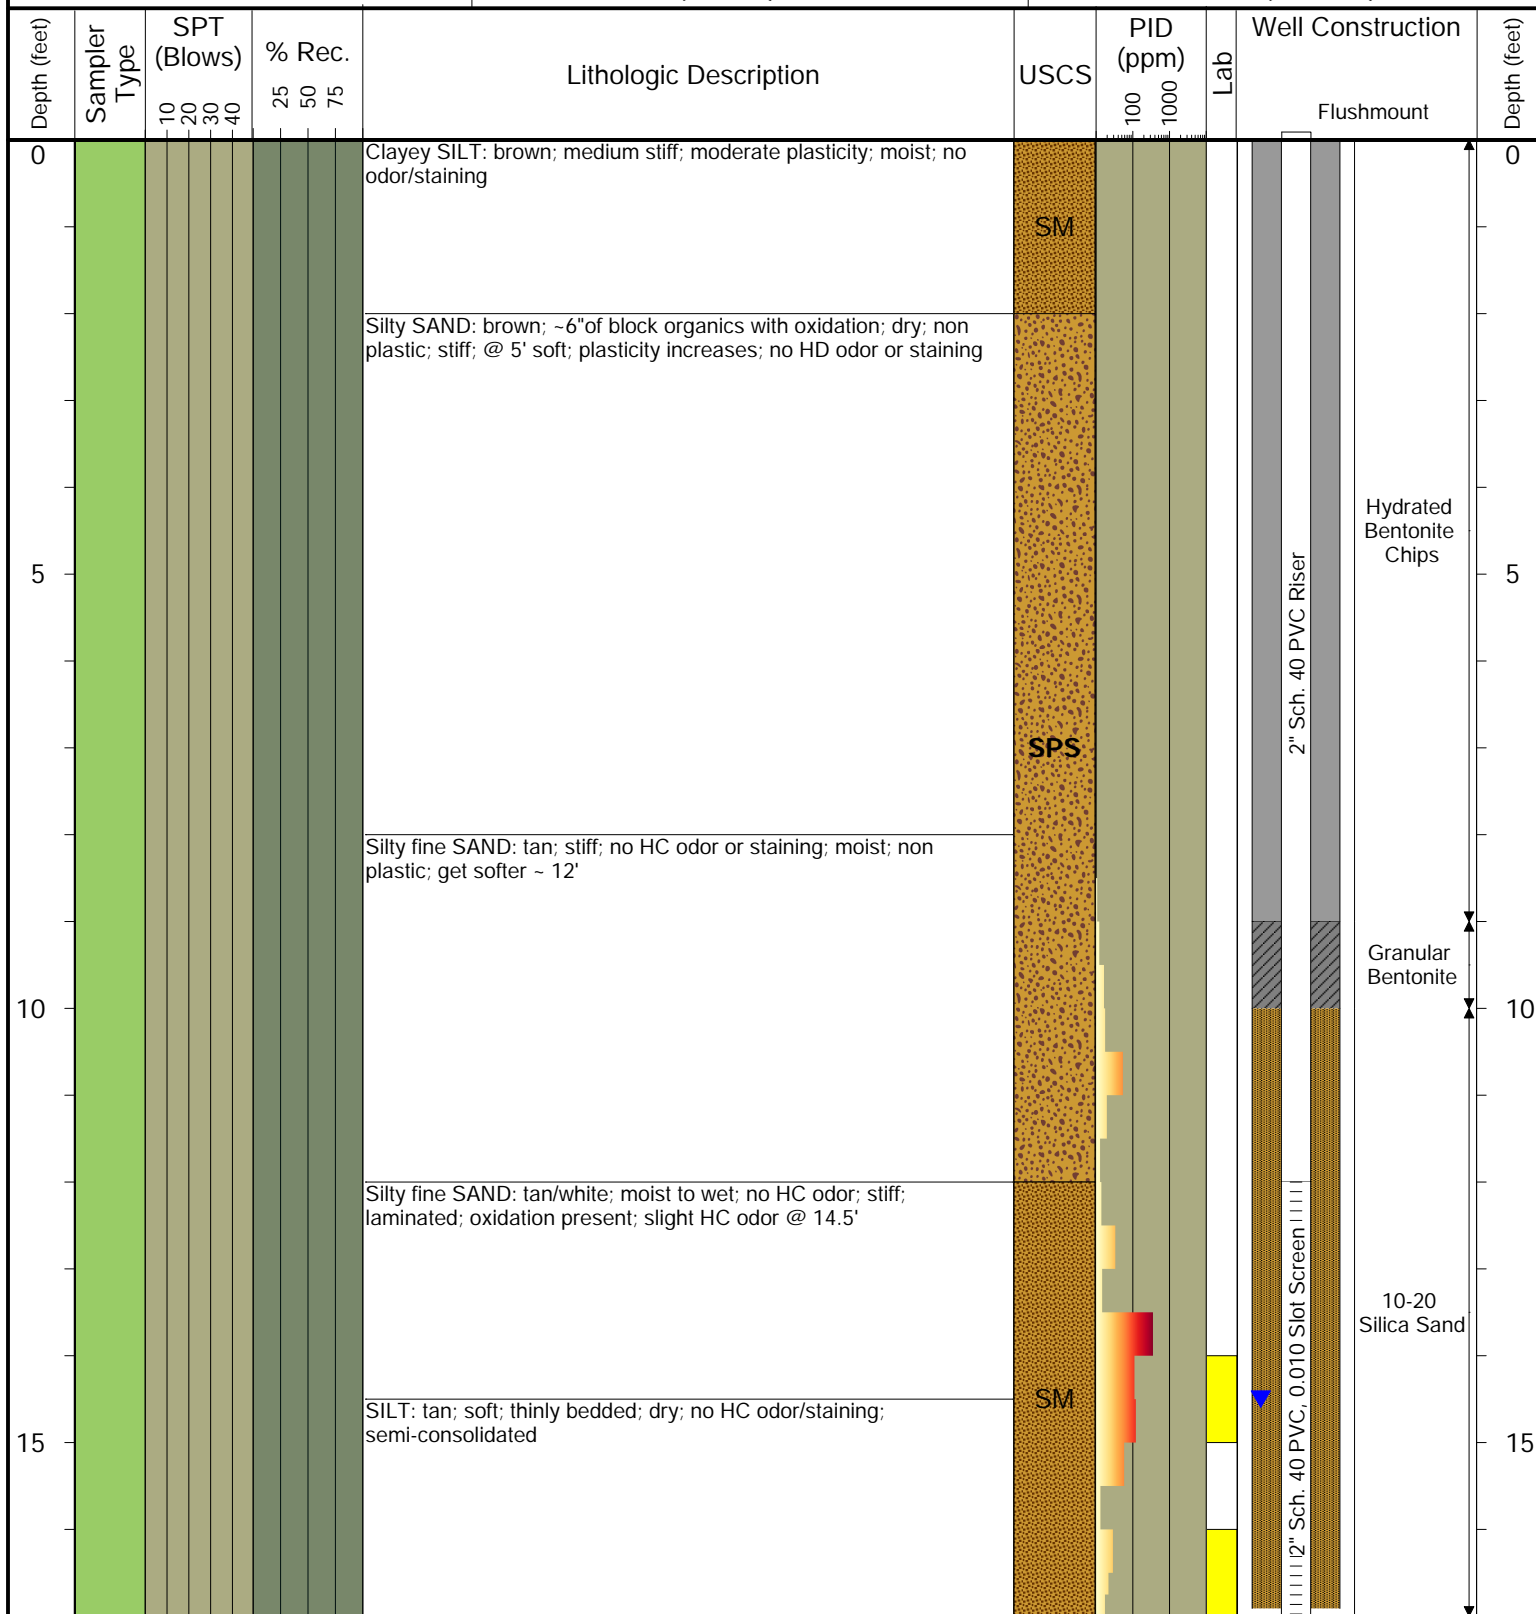 Depth (feet)
Sampler
Type
SPT
(Blows)
10
20
30
40
% Rec.
25
50
75
Lithologic Description
USCS
PID
(ppm)
100
1000
Lab
Well Construction
Flushmount
Depth (feet)
0
Clayey SILT: brown; medium stiff; moderate plasticity; moist; no
odor/staining
SM
0
Silty SAND: brown; ~6"of block organics with oxidation; dry; non
plastic; stiff; @ 5' soft; plasticity increases; no HD odor or staining
Hydrated
Bentonite
Chips
5
5
2" Sch. 40 PVC Riser
SPS
Silty fine SAND: tan; stiff; no HC odor or staining; moist; non
plastic; get softer ~ 12'
Granular
Bentonite
10
10
Silty fine SAND: tan/white; moist to wet; no HC odor; stiff;
laminated; oxidation present; slight HC odor @ 14.5'
10-20
Silica Sand
2" Sch. 40 PVC, 0.010 Slot Screen
SM
SILT: tan; soft; thinly bedded; dry; no HC odor/staining;
semi-consolidated
15
15